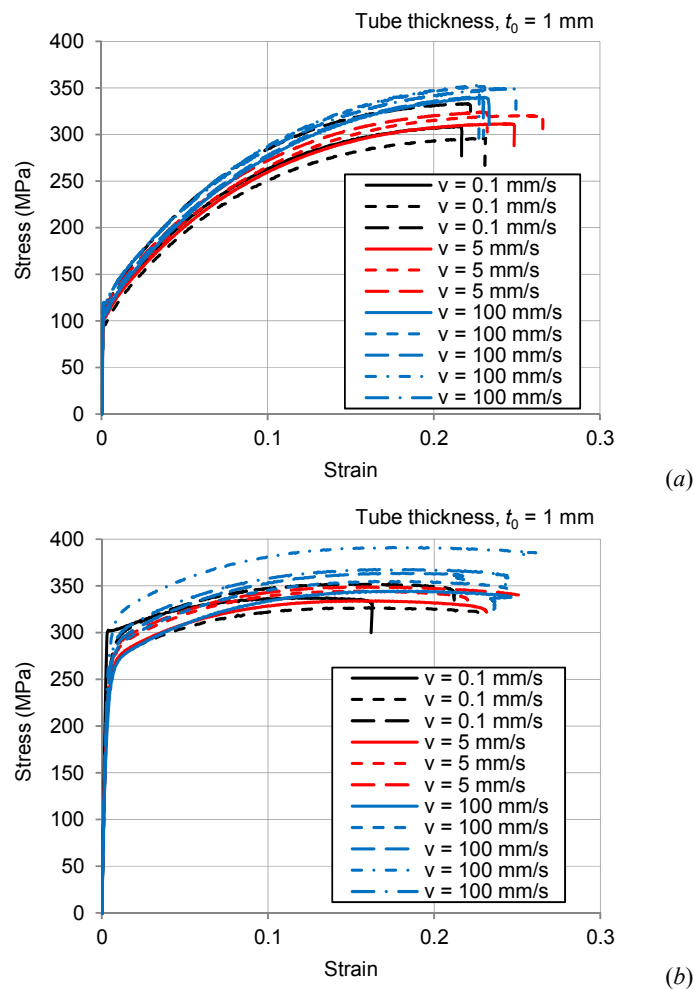 Tube thickness, t0 = 1 mm
400
350
300
250
200
150
100
50
0
Stress (MPa)
v = 0.1 mm/s
v = 0.1 mm/s
v = 0.1 mm/s
v = 5 mm/s
v = 5 mm/s
v = 5 mm/s
v = 100 mm/s
v = 100 mm/s
v = 100 mm/s
v = 100 mm/s
v = 100 mm/s
0 0.1 0.2 0.3
Strain
(a)
Tube thickness, t0 = 1 mm
400
350
300
250
200
150
100
50
0
Stress (MPa)
v = 0.1 mm/s
v = 0.1 mm/s
v = 0.1 mm/s
v = 5 mm/s
v = 5 mm/s
v = 5 mm/s
v = 100 mm/s
v = 100 mm/s
v = 100 mm/s
v = 100 mm/s
v = 100 mm/s
0 0.1 0.2 0.3
Strain
(b)